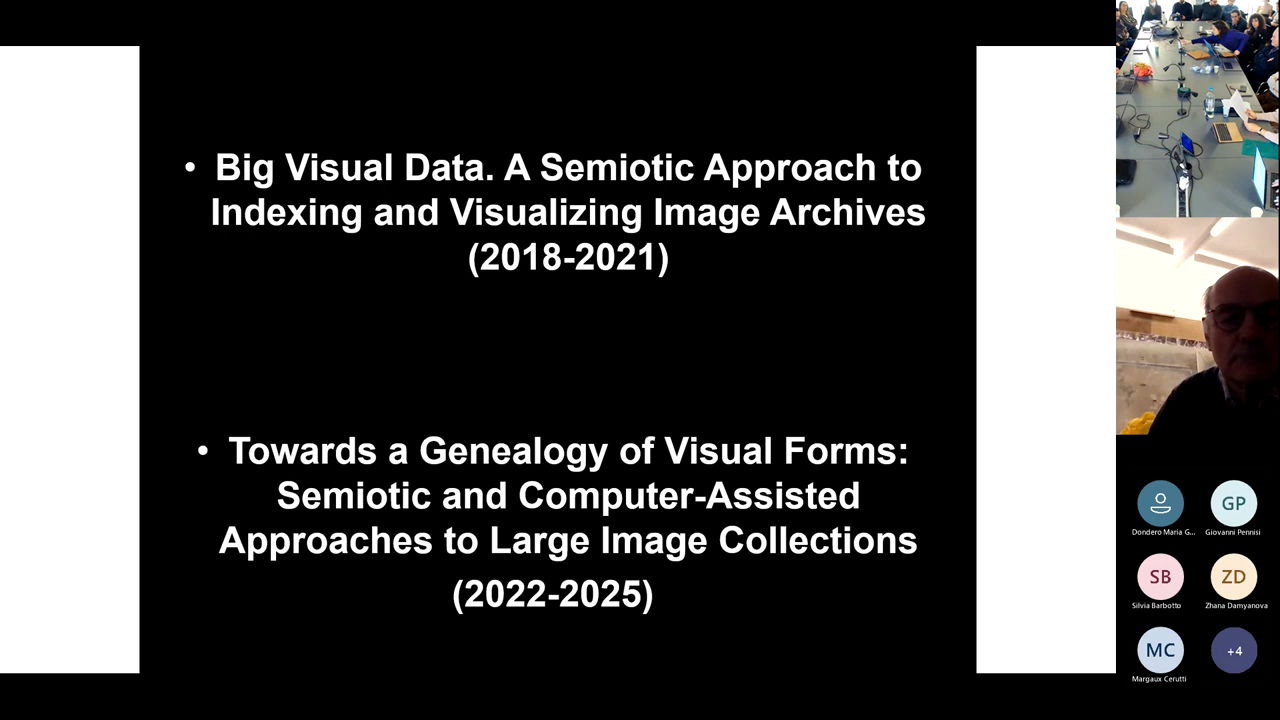 • Big Visual Data. A Semiotic Approach to
Indexing and Visualizing Image Archives
(2018-2021)
• Towards a Genealogy of Visual Forms:
Semiotic and Computer-Assisted
Approaches to Large Image Collections
(2022-2025)
Dondero Maria G...
GP
Giovanni Pennisi
SB
Silvia Barbotto
ZD
Zhana Damyanova
MC
Margaux Cerutti
+4